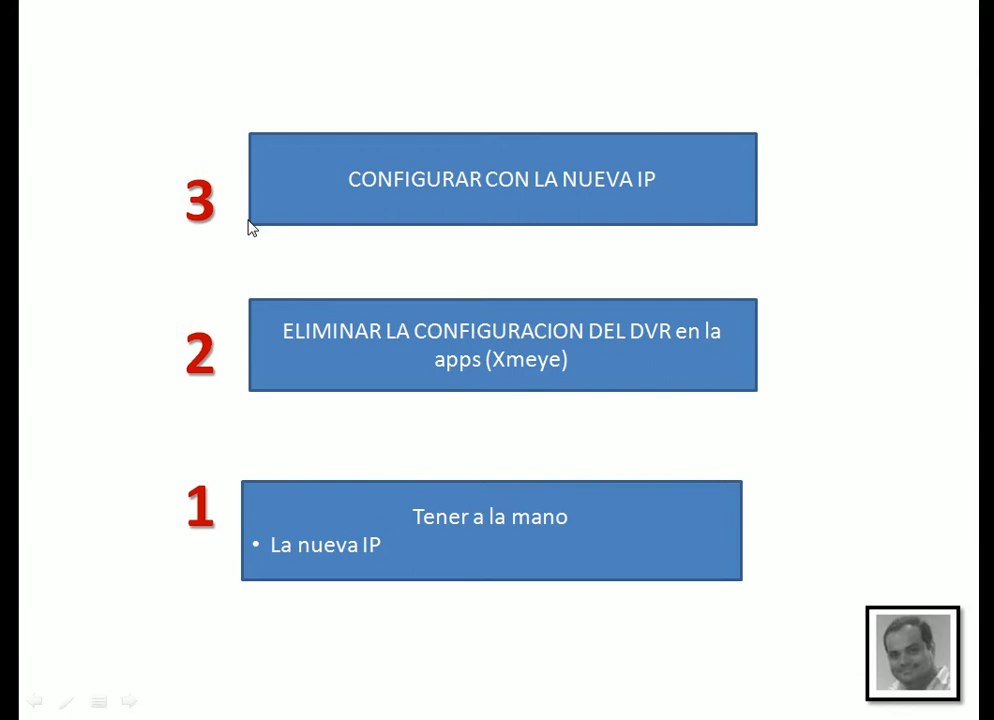 3
CONFIGURAR CON LA NUEVA IP
2
ELIMINAR LA CONFIGURACION DEL DVR en la
apps (Xmeye)
1
Tener a la mano
• La nueva IP